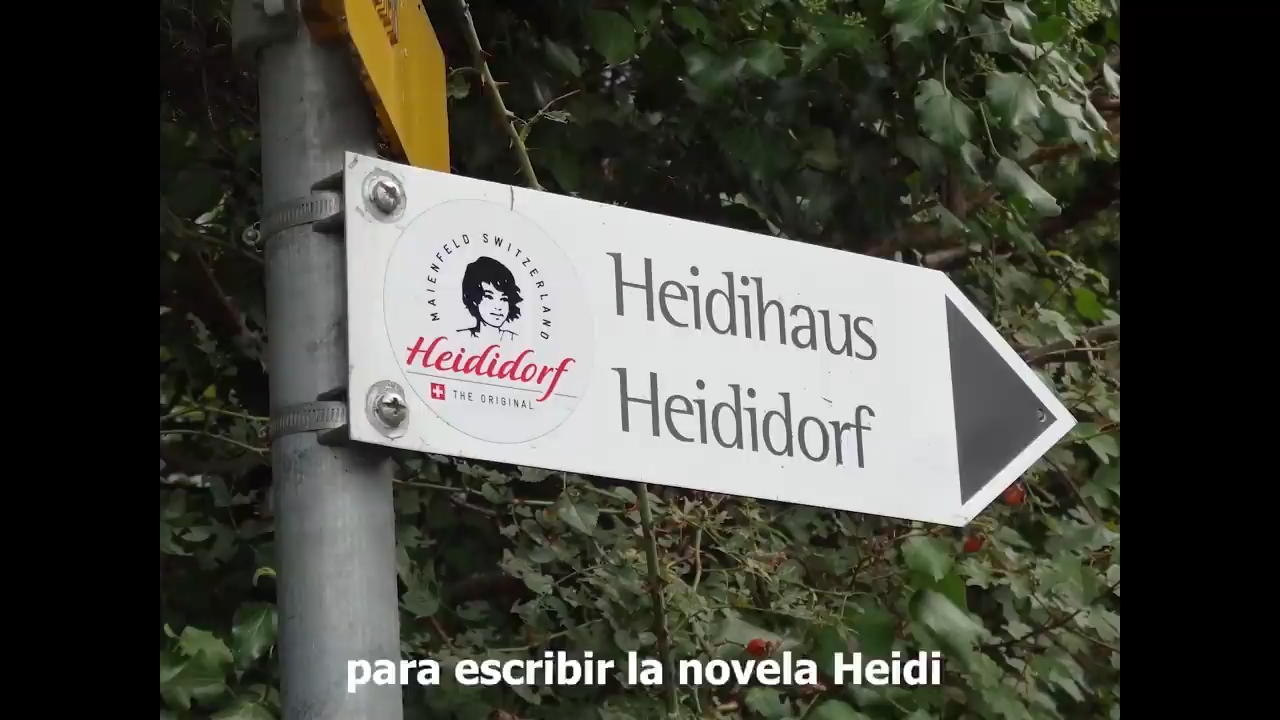 MAIENFELD SWITZERLAND
Heididorf
THE ORIGINAL
Heidihaus
Heididorf
para escribir la novela Heidi